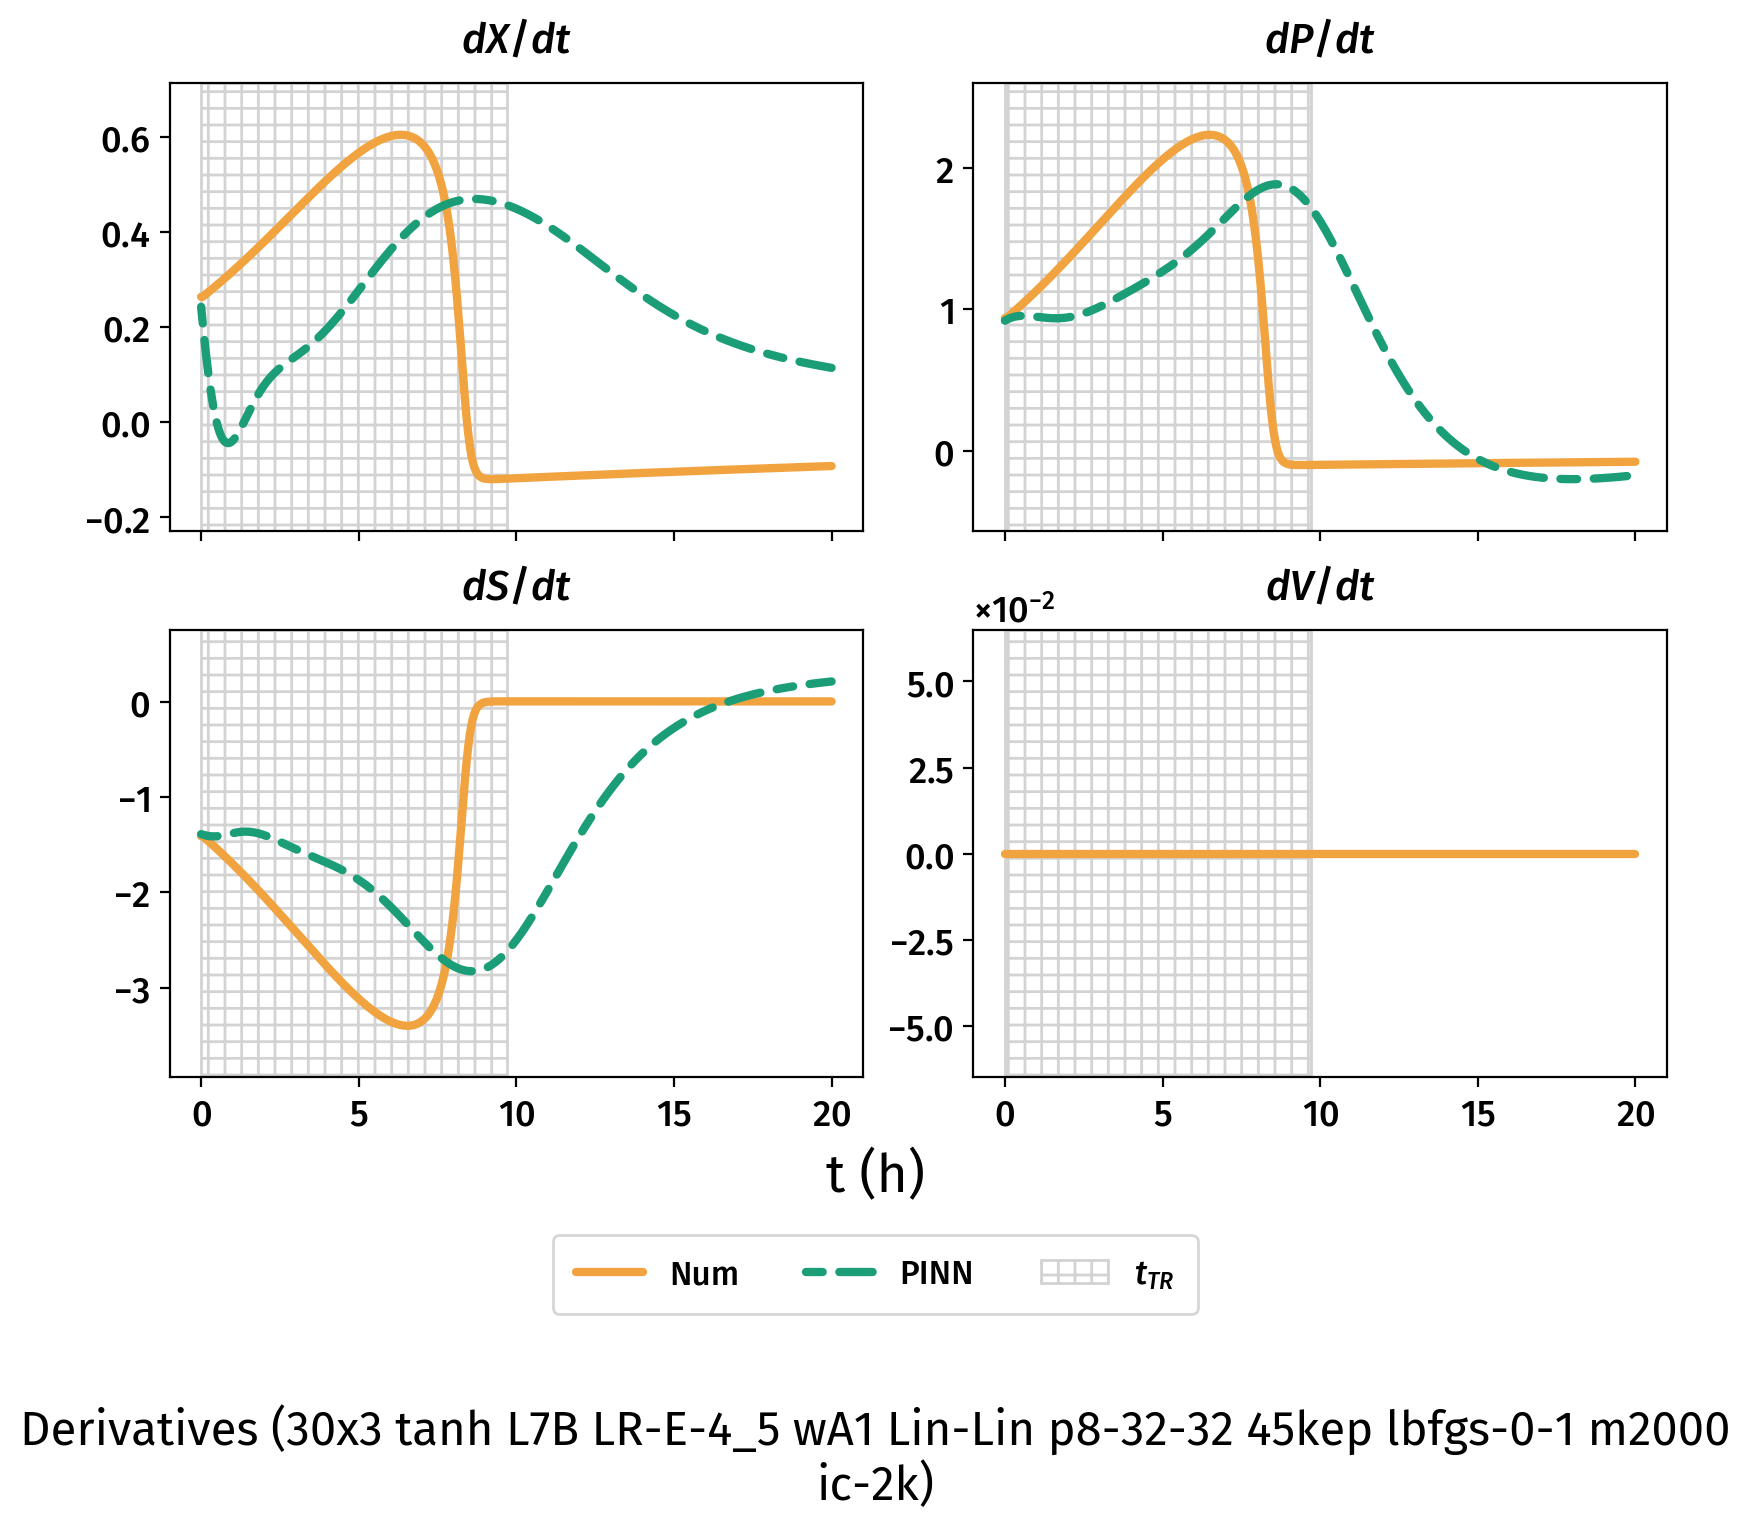 dX/dt
dP/dt
0.6
0.4
0.2
0.0
−0.2
2
1
0
dS/dt
dV/dt
×10⁻²
0
−1
−2
−3
5.0
2.5
0.0
−2.5
−5.0
0 5 10 15 20
0 5 10 15 20
t (h)
Num PINN t_TR
Derivatives (30x3 tanh L7B LR-E-4_5 wA1 Lin-Lin p8-32-32 45kep lbfgs-0-1 m2000
ic-2k)